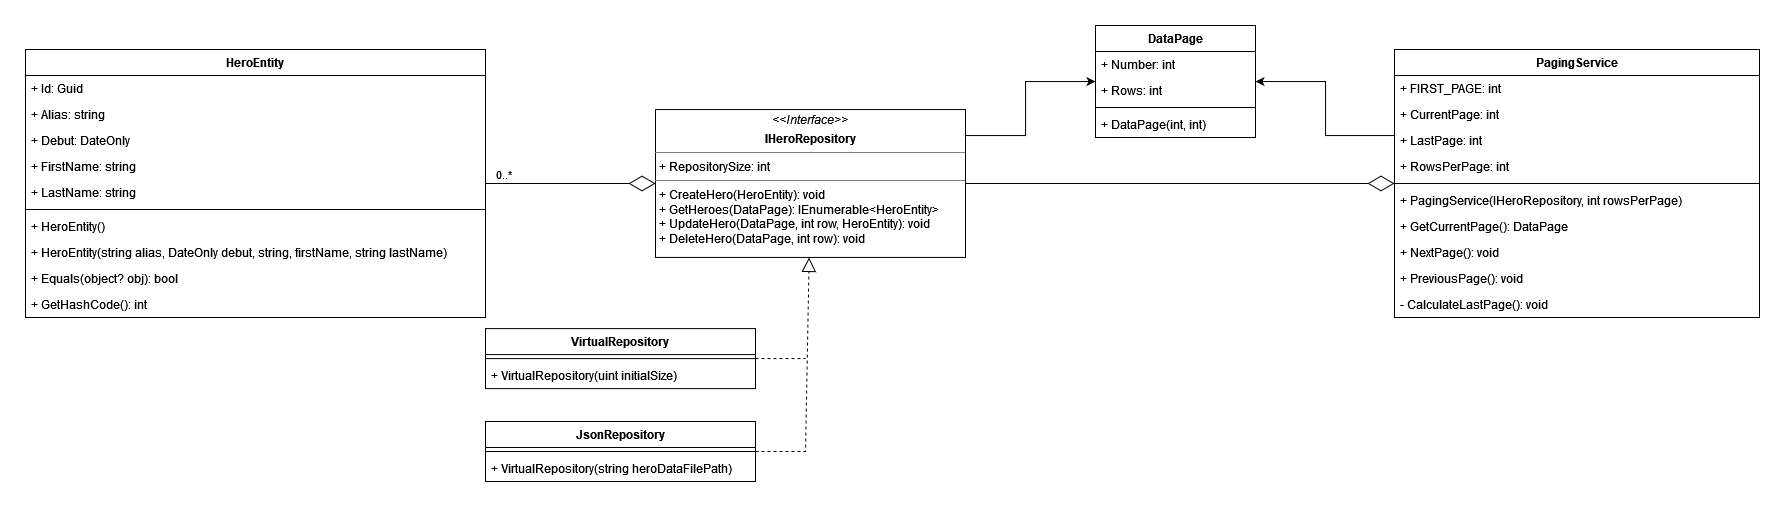 HeroEntity
+ Id: Guid
+ Alias: string
+ Debut: DateOnly
+ FirstName: string
+ LastName: string
+ HeroEntity()
+ HeroEntity(string alias, DateOnly debut, string, firstName, string lastName)
+ Equals(object? obj): bool
+ GetHashCode(): int
0..*
<<Interface>>
IHeroRepository
+ RepositorySize: int
+ CreateHero(HeroEntity): void
+ GetHeroes(DataPage): IEnumerable<HeroEntity>
+ UpdateHero(DataPage, int row, HeroEntity): void
+ DeleteHero(DataPage, int row): void
DataPage
+ Number: int
+ Rows: int
+ DataPage(int, int)
PagingService
+ FIRST_PAGE: int
+ CurrentPage: int
+ LastPage: int
+ RowsPerPage: int
+ PagingService(IHeroRepository, int rowsPerPage)
+ GetCurrentPage(): DataPage
+ NextPage(): void
+ PreviousPage(): void
- CalculateLastPage(): void
VirtualRepository
+ VirtualRepository(uint initialSize)
JsonRepository
+ VirtualRepository(string heroDataFilePath)